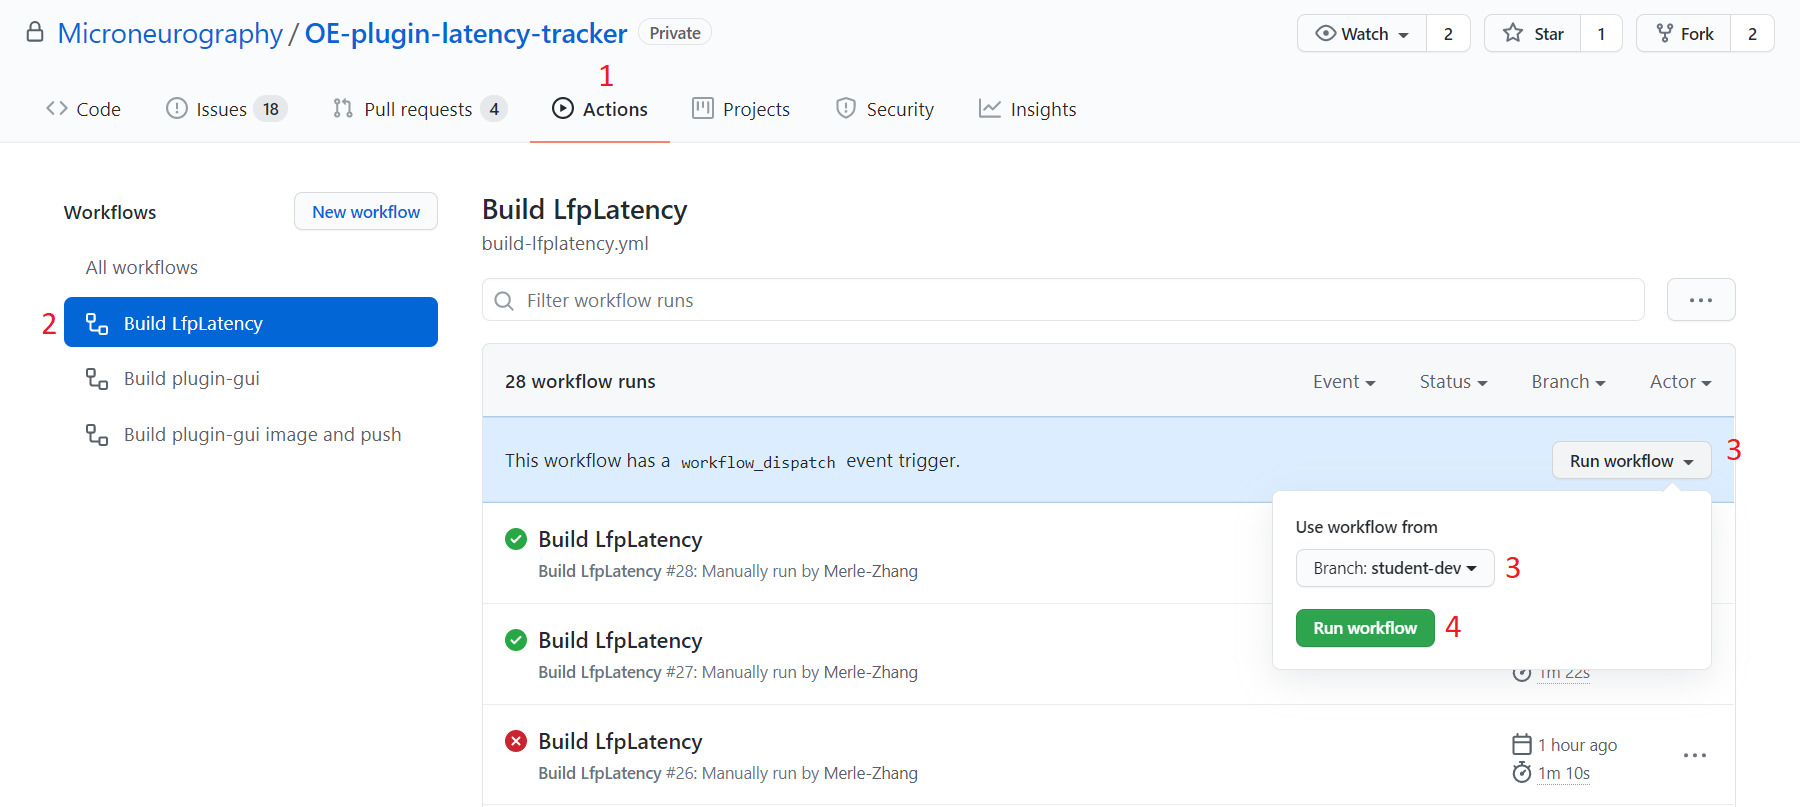 Microneurography / OE-plugin-latency-tracker Private
Watch 2 Star 1 Fork 2
1
Code Issues 18 Pull requests 4 Actions Projects Security Insights
Workflows New workflow
All workflows
2 Build LfpLatency
Build plugin-gui
Build plugin-gui image and push
Build LfpLatency
build-lfplatency.yml
Filter workflow runs
28 workflow runs Event Status Branch Actor
This workflow has a workflow_dispatch event trigger. Run workflow 3
Use workflow from
Branch: student-dev 3
Run workflow 4
Build LfpLatency
Build LfpLatency #28: Manually run by Merle-Zhang
Build LfpLatency
Build LfpLatency #27: Manually run by Merle-Zhang 1m 22s
Build LfpLatency 1 hour ago
Build LfpLatency #26: Manually run by Merle-Zhang 1m 10s